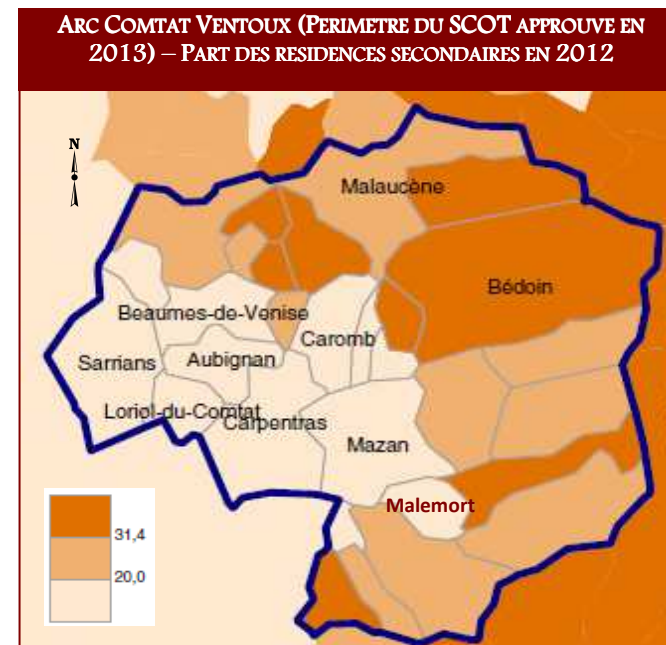 ARC COMTAT VENTOUX (PERIMETRE DU SCOT APPROUVE EN
2013) – PART DES RESIDENCES SECONDAIRES EN 2012
N
Malaucène
Bédoin
Beaumes-de-Venise
Caromb
Sarrians
Aubignan
Loriol-du-Comtat
Carpentras
Mazan
Malemort
31,4
20,0